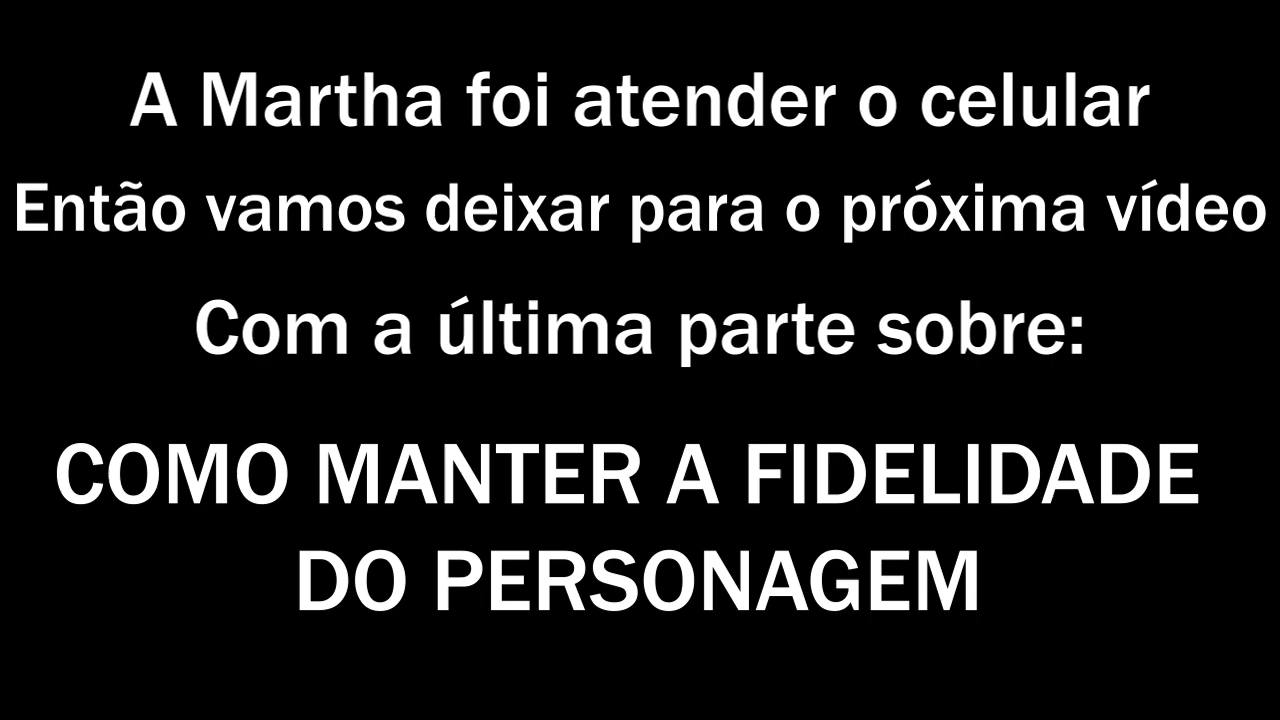 A Martha foi atender o celular
Então vamos deixar para o próxima vídeo
Com a última parte sobre:
COMO MANTER A FIDELIDADE
DO PERSONAGEM